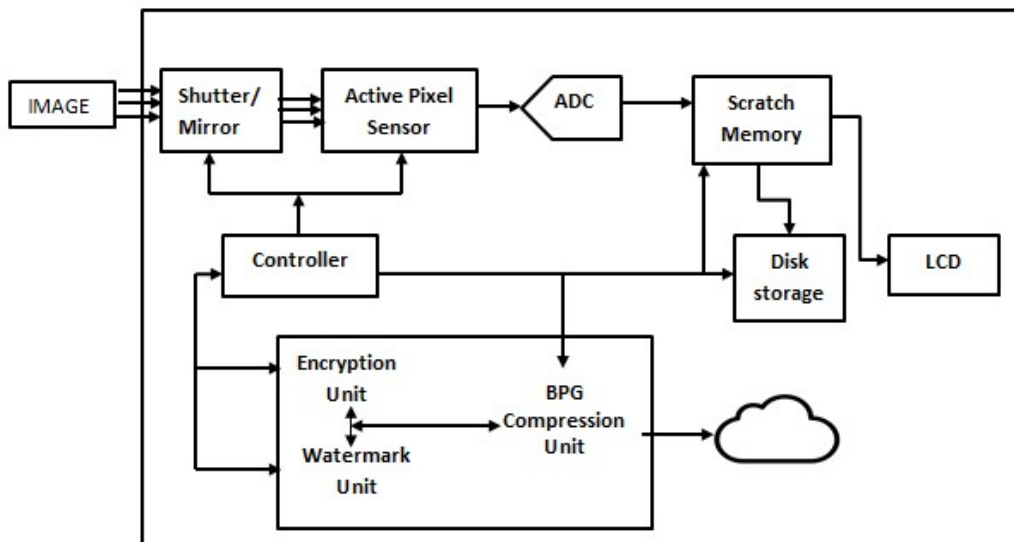 IMAGE
Shutter/
Mirror
Active Pixel
Sensor
ADC
Scratch
Memory
Controller
Disk
storage
LCD
Encryption
Unit
Watermark
Unit
BPG
Compression
Unit